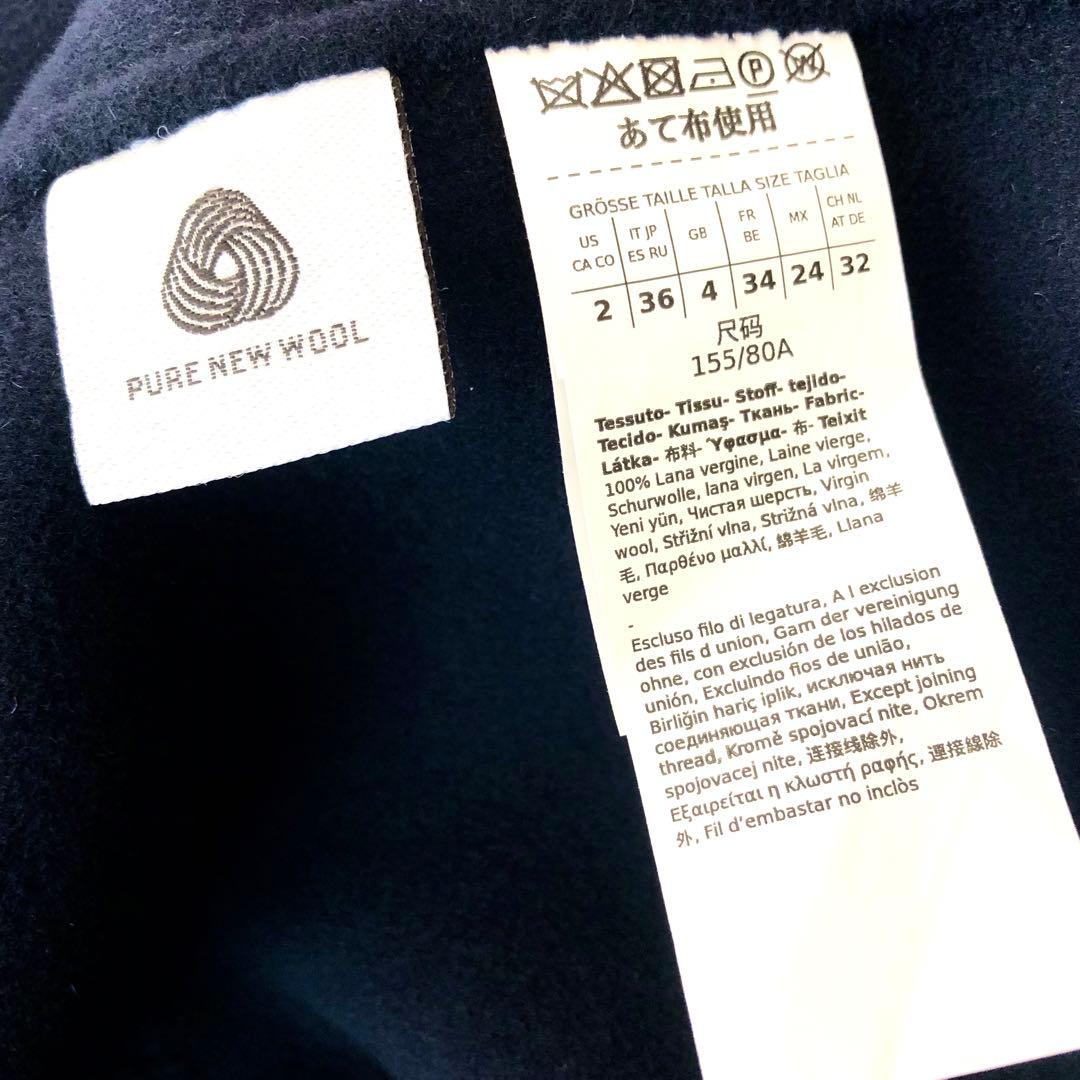 PURE NEW WOOL
P W
あて布使用
GRÖSSE TAILLE TALLA SIZE TAGLIA
US CA CO
IT JP ES RU
GB
FR BE
MX
CH NL AT DE
2 36 4 34 24 32
尺码
155/80A
Tessuto- Tissu- Stoff- tejido-
Tecido- Kumaş- Ткань- Fabric-
Látka- 布料- Ύφασμα- 布- Teixit
100% Lana vergine, Laine vierge,
Schurwolle, lana virgen, La virgem,
Yeni yün, Чистая шерсть, Virgin
wool, Střižní vlna, Strižná vlna, 绵羊
毛, Παρθένο μαλλί, 綿羊毛, Llana
verge
-
Escluso filo di legatura, A l exclusion
des fils d union, Garn der vereinigung
ohne, con exclusión de los hilados de
unión, Excluindo fios de união,
Birliğin hariç iplik, исключая нить
соединяющая ткани, Except joining
thread, Kromě spojovací nite, Okrem
spojovacej nite, 连接线除外,
Εξαιρείται η κλωστή ραφής, 連接線除
外, Fil d'embastar no inclòs